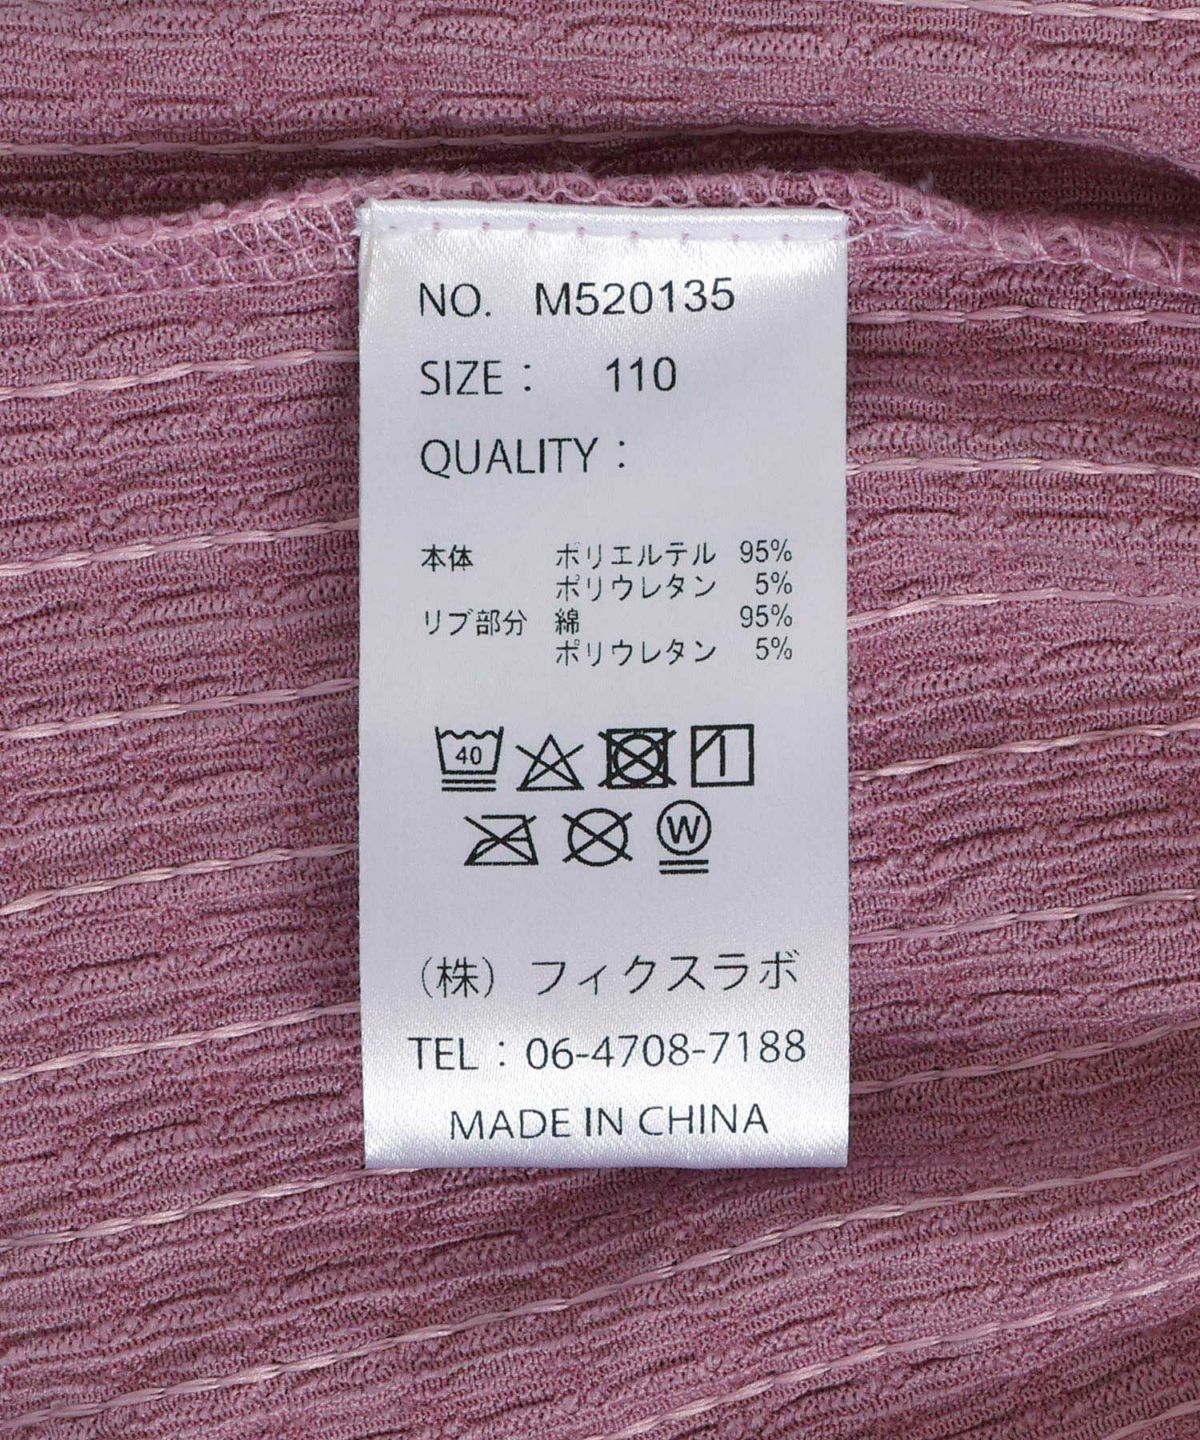 NO. M520135
SIZE : 110
QUALITY :
本体 ポリエルテル 95%
ポリウレタン 5%
リブ部分 綿 95%
ポリウレタン 5%
40
W
(株) フィクスラボ
TEL : 06-4708-7188
MADE IN CHINA